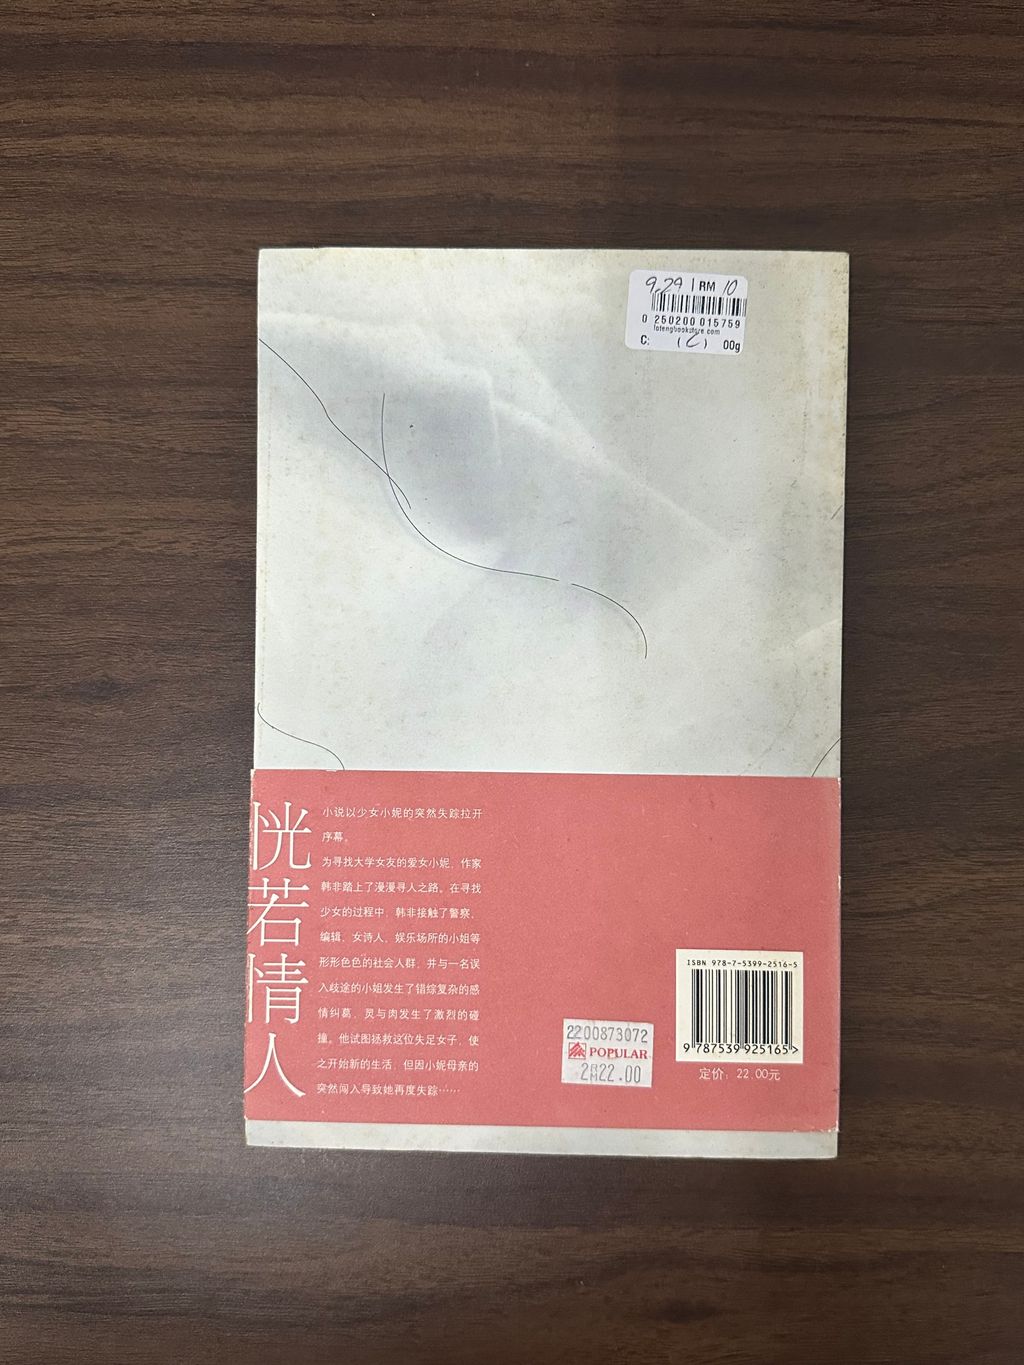 9.29 | RM 10
0 250200 015759
lotengbookstore.com
C: (L) 00g
恍若情人
小说以少女小妮的突然失踪拉开
序幕。
为寻找大学女友的爱女小妮，作家
韩非踏上了漫漫寻人之路。在寻找
少女的过程中，韩非接触了警察、
编辑、女诗人、娱乐场所的小姐等
形形色色的社会人群，并与一名误
入歧途的小姐发生了错综复杂的感
情纠葛，灵与肉发生了激烈的碰
撞。他试图拯救这位失足女子，使
之开始新的生活，但因小妮母亲的
突然闯入导致她再度失踪……
2200873072
POPULAR
22.00
ISBN 978-7-5399-2516-5
9 787539 925165>
定价：22.00元